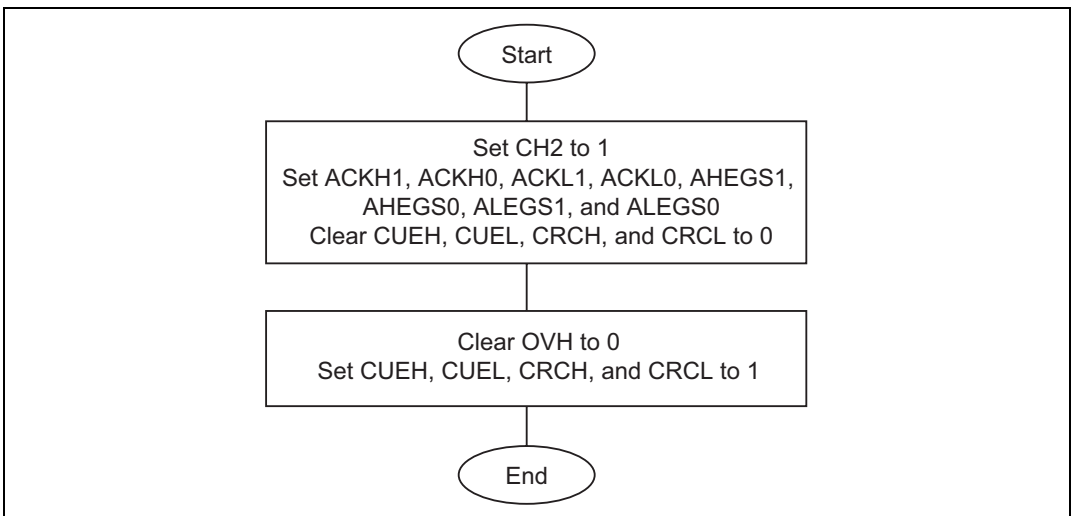 Start
Set CH2 to 1
Set ACKH1, ACKH0, ACKL1, ACKL0, AHEGS1,
AHEGS0, ALEGS1, and ALEGS0
Clear CUEH, CUEL, CRCH, and CRCL to 0
Clear OVH to 0
Set CUEH, CUEL, CRCH, and CRCL to 1
End